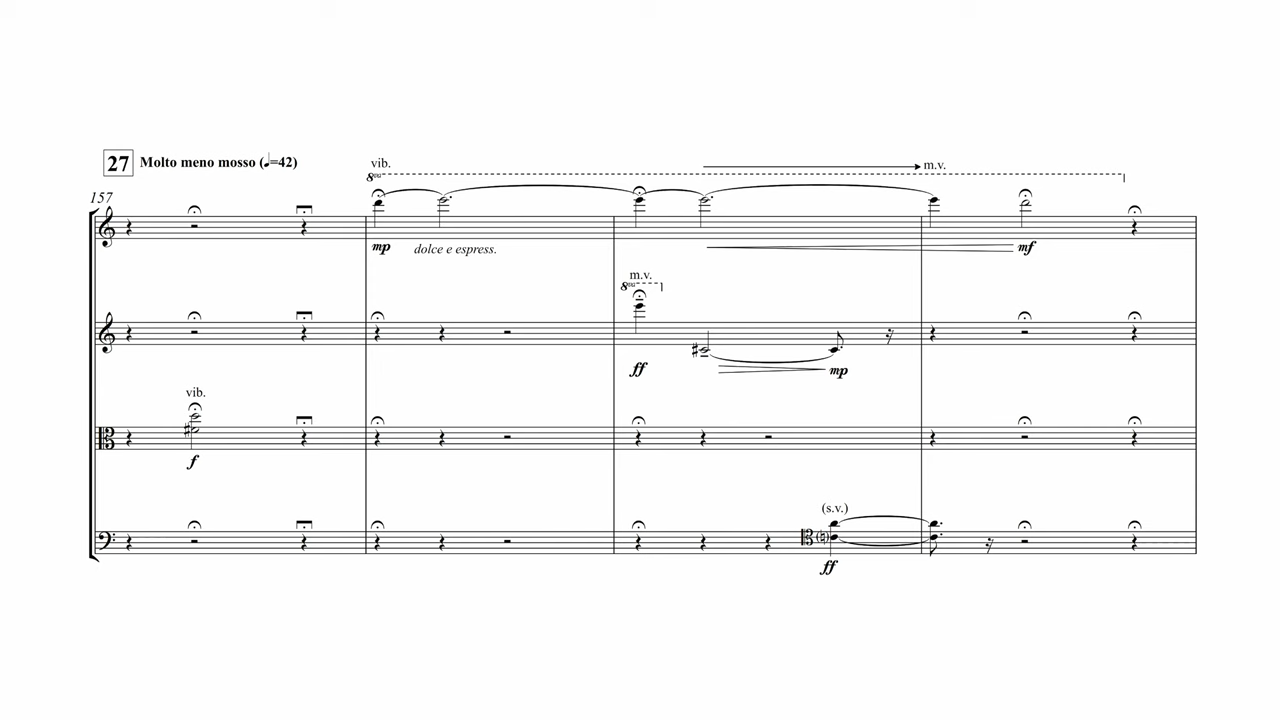 27 Molto meno mosso (♩=42)
vib.
m.v.
8va
157
mp
dolce e espress.
mf
m.v.
8va
ff
mp
vib.
f
(s.v.)
ff